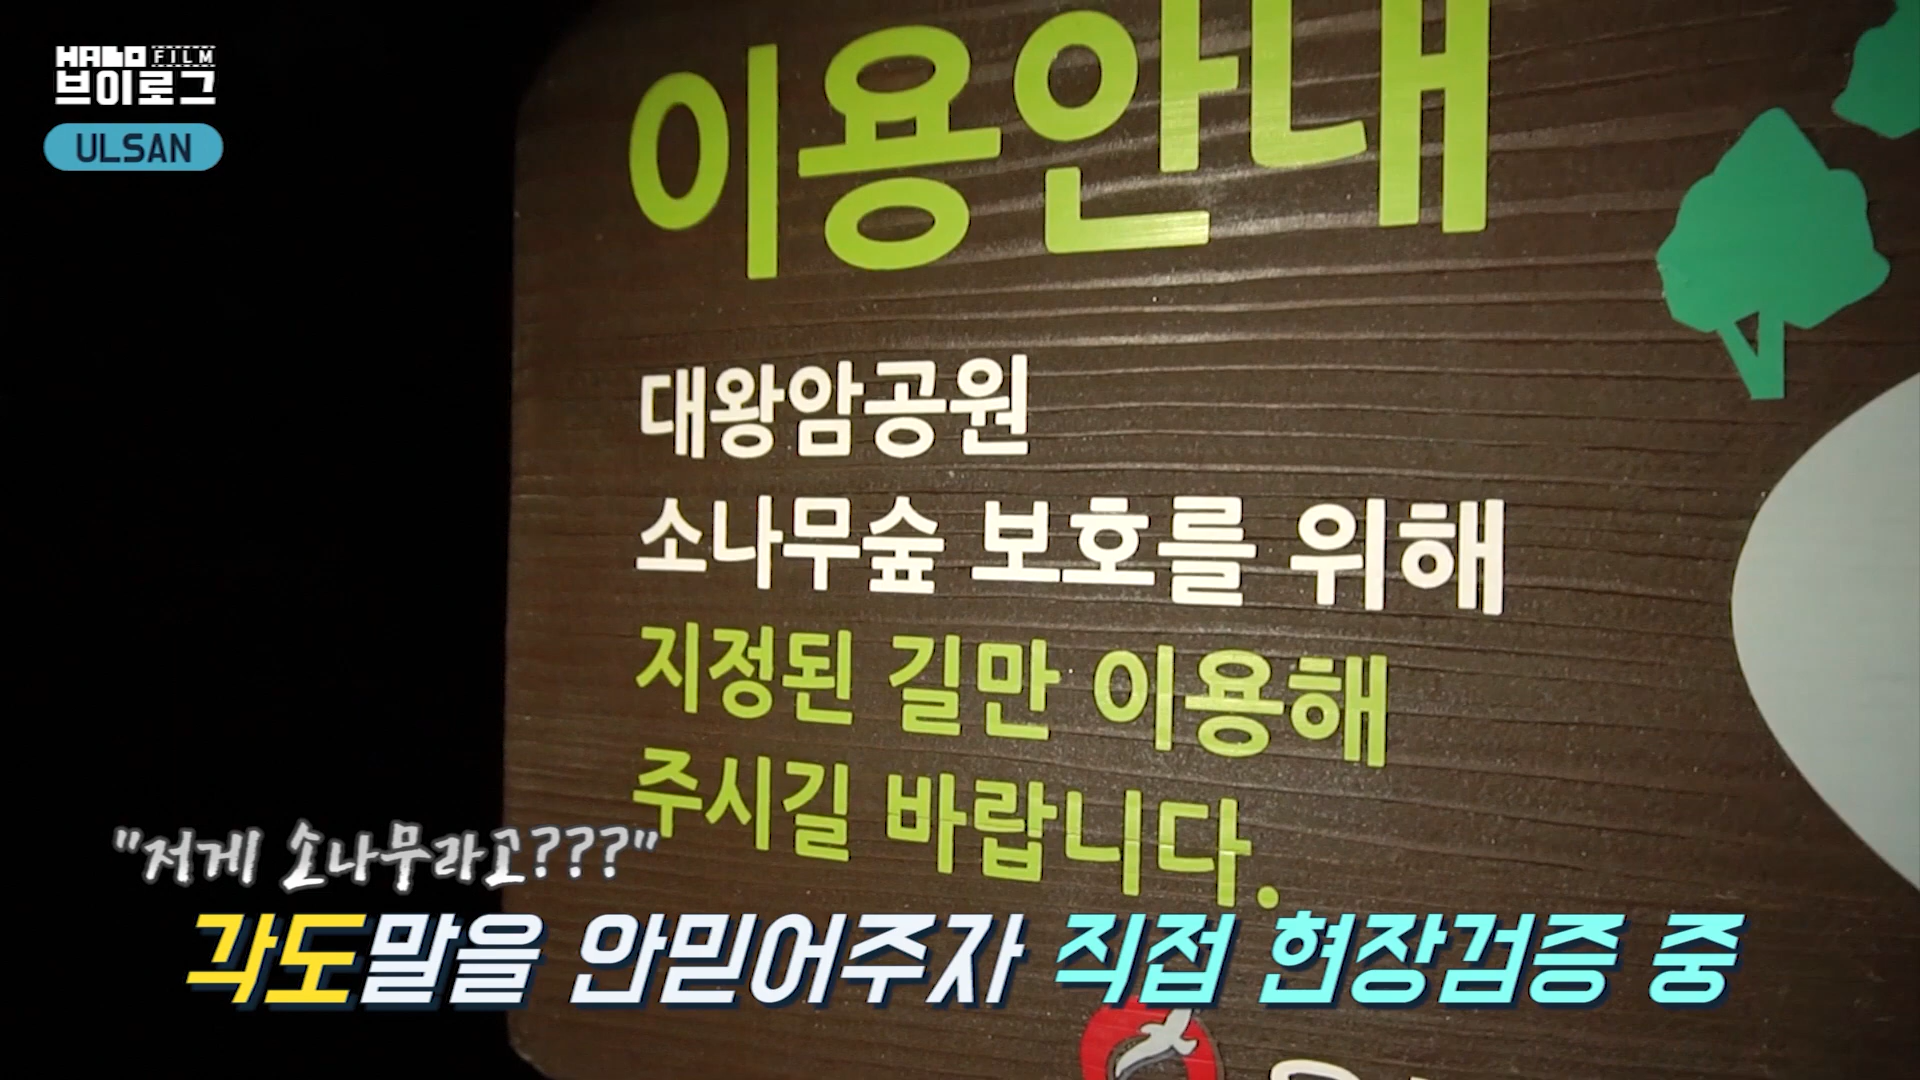 HABO FILM
브이로그
ULSAN
이용안내
대왕암공원
소나무숲 보호를 위해
지정된 길만 이용해
주시길 바랍니다.
"저게 소나무라고???"
각도말을 안믿어주자 직접 현장검증 중